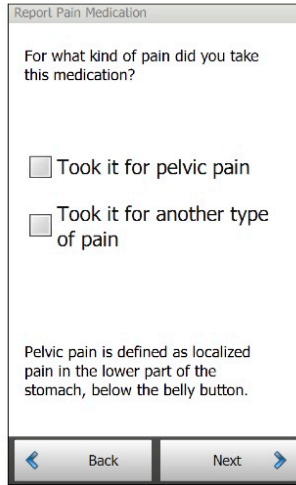 Report Pain Medication
For what kind of pain did you take
this medication?
Took it for pelvic pain
Took it for another type
of pain
Pelvic pain is defined as localized
pain in the lower part of the
stomach, below the belly button.
Back Next